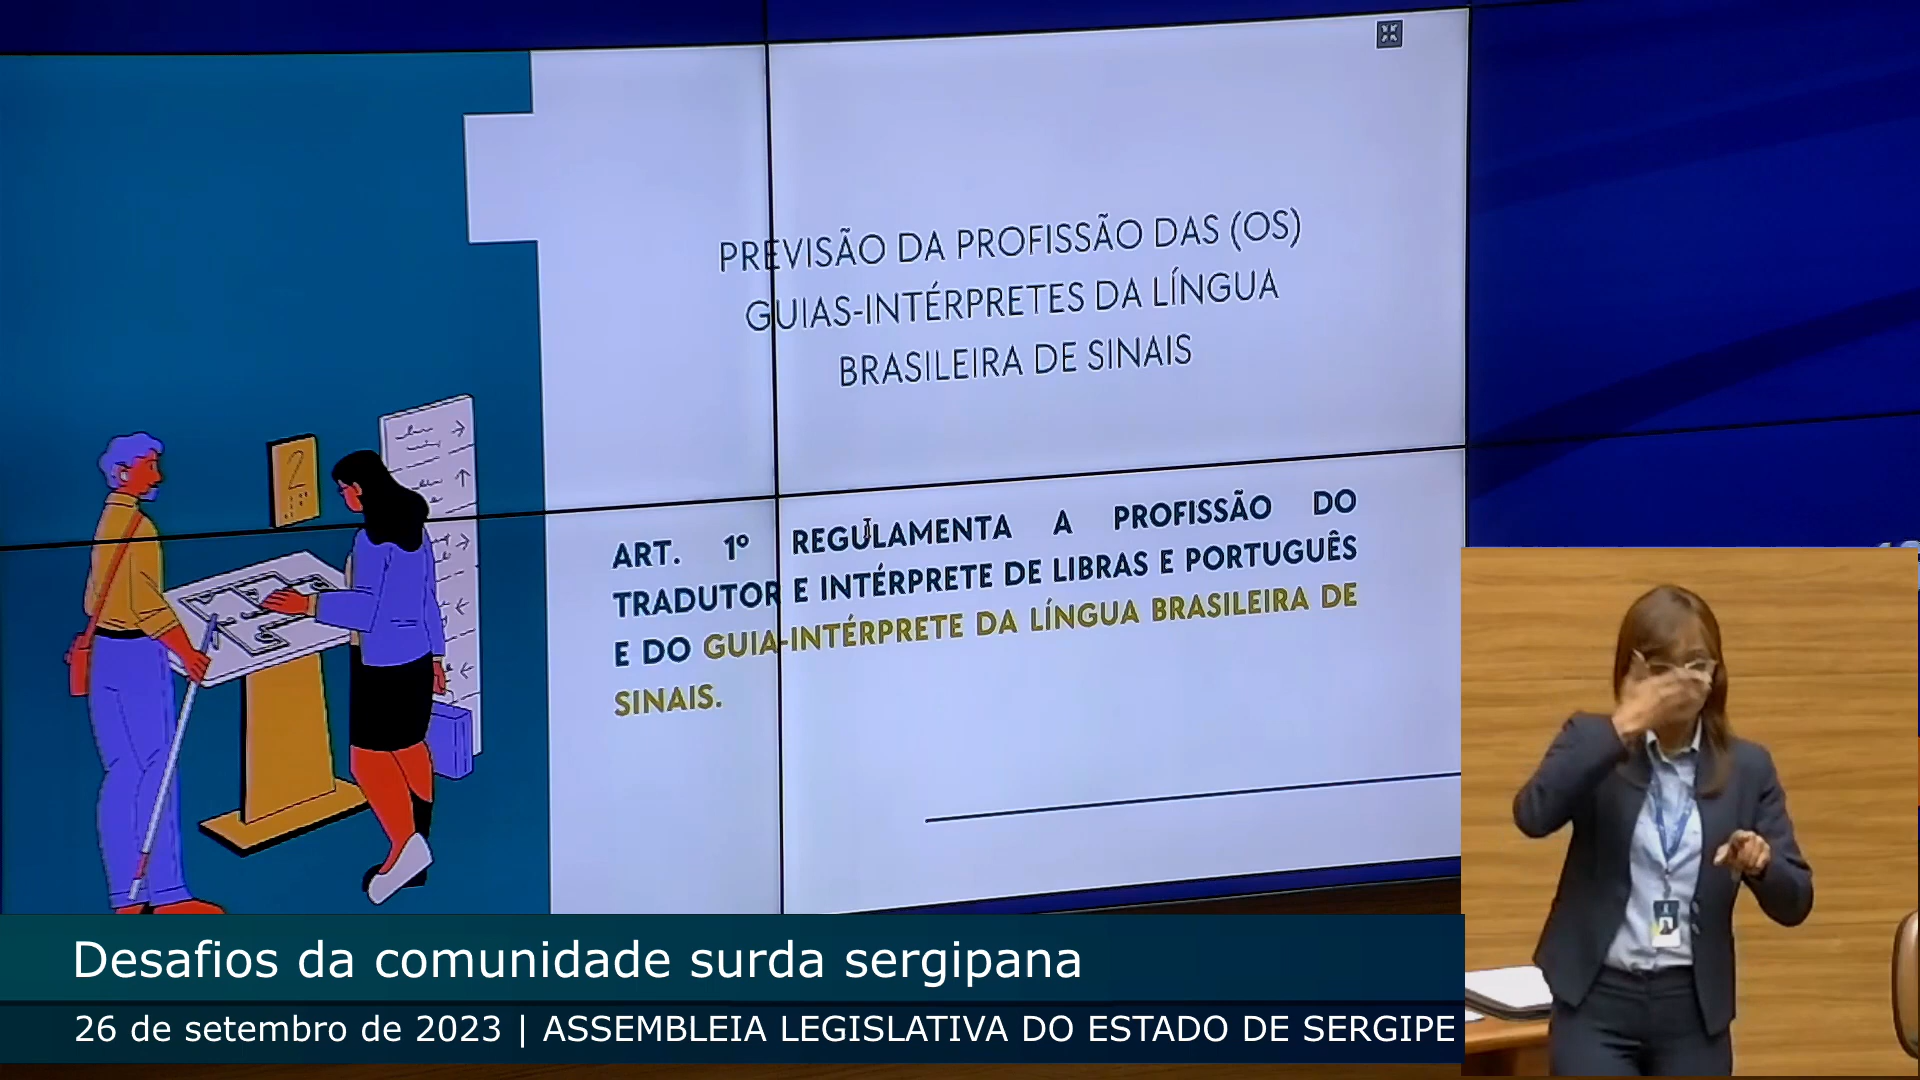 PREVISÃO DA PROFISSÃO DAS (OS)
GUIAS-INTÉRPRETES DA LÍNGUA
BRASILEIRA DE SINAIS
2
ART. 1º REGULAMENTA A PROFISSÃO DO
TRADUTOR E INTÉRPRETE DE LIBRAS E PORTUGUÊS
E DO GUIA-INTÉRPRETE DA LÍNGUA BRASILEIRA DE
SINAIS.
Desafios da comunidade surda sergipana
26 de setembro de 2023 | ASSEMBLEIA LEGISLATIVA DO ESTADO DE SERGIPE